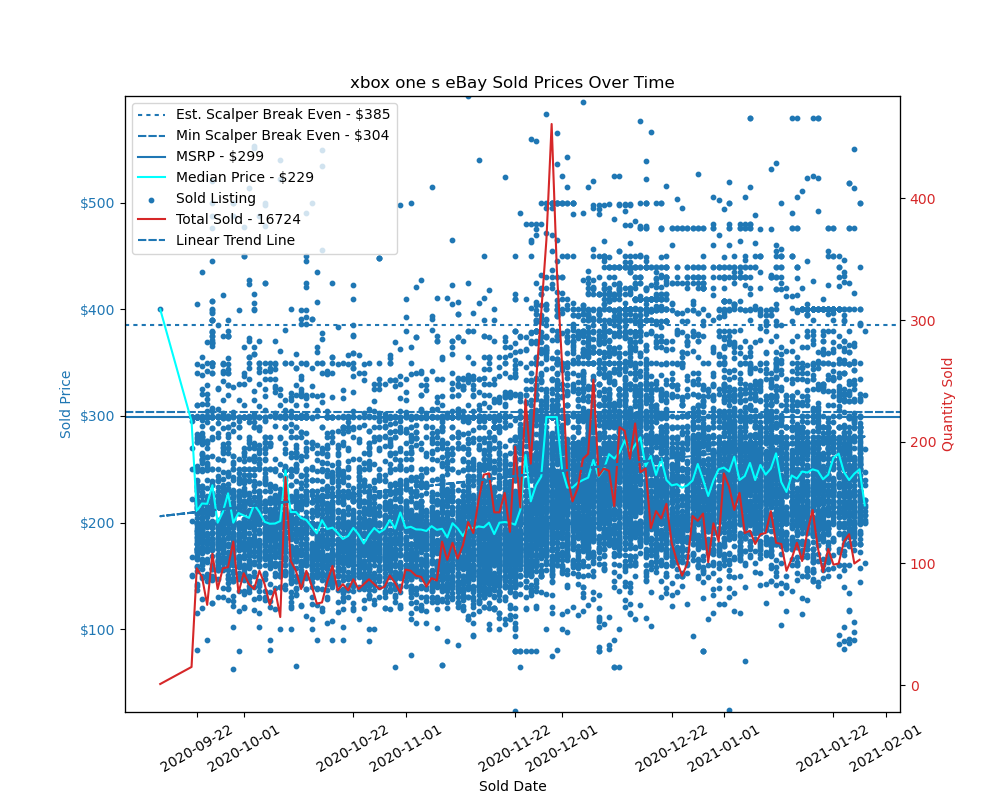 xbox one s eBay Sold Prices Over Time
Est. Scalper Break Even - $385
Min Scalper Break Even - $304
MSRP - $299
Median Price - $229
Sold Listing
Total Sold - 16724
Linear Trend Line
$500
$400
$300
$200
$100
Sold Price
400
300
200
100
0
Quantity Sold
2020-09-22
2020-10-01
2020-10-22
2020-11-01
2020-11-22
2020-12-01
2020-12-22
2021-01-01
2021-01-22
2021-02-01
Sold Date